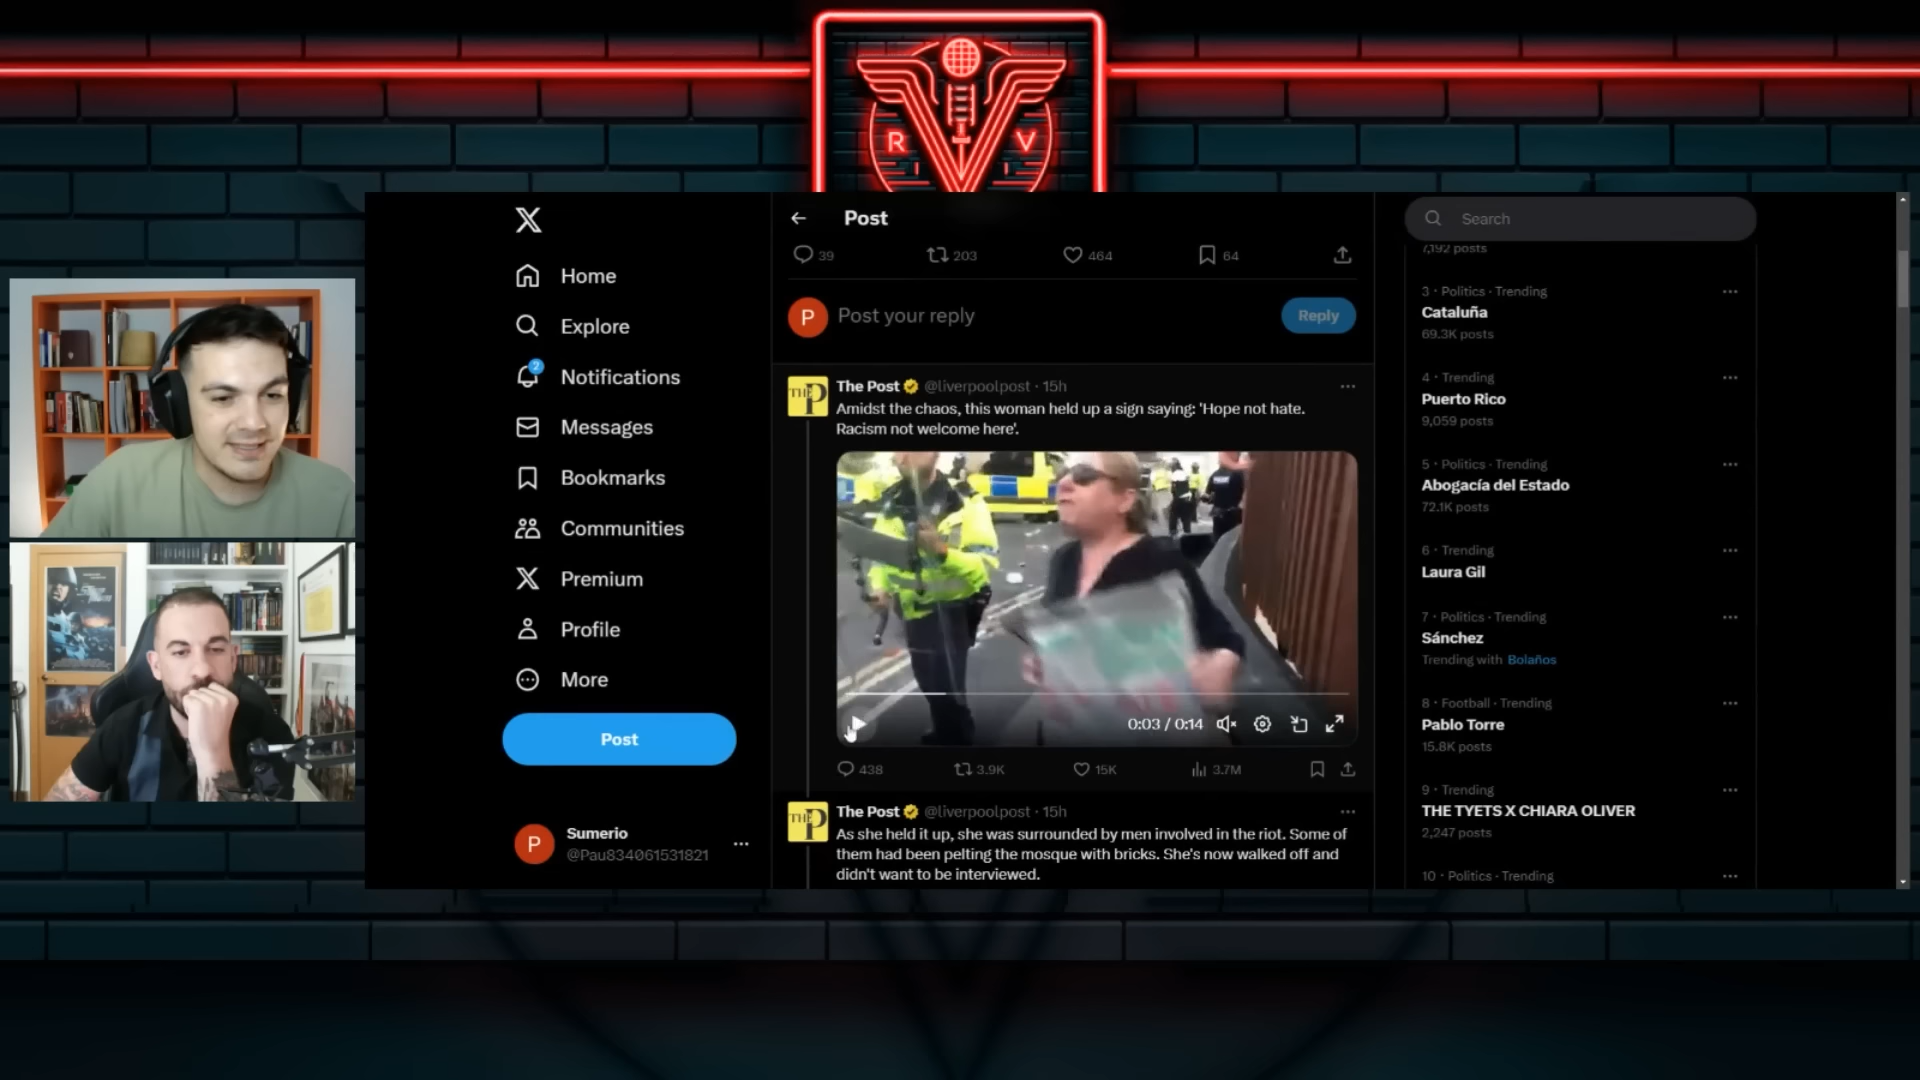 R V
X
Home
Explore
2
Notifications
Messages
Bookmarks
Communities
Premium
Profile
More
Post
P
Sumerio
@Pau834061531821
Post
39
203
464
64
P
Post your reply
Reply
THE P
The Post @liverpoolpost · 15h
Amidst the chaos, this woman held up a sign saying: 'Hope not hate.
Racism not welcome here'.
0:03 / 0:14
438
3.9K
15K
3.7M
THE P
The Post @liverpoolpost · 15h
As she held it up, she was surrounded by men involved in the riot. Some of
them had been pelting the mosque with bricks. She's now walked off and
didn't want to be interviewed.
Search
7,192 posts
3 · Politics · Trending
Cataluña
69.3K posts
4 · Trending
Puerto Rico
9,059 posts
5 · Politics · Trending
Abogacía del Estado
72.1K posts
6 · Trending
Laura Gil
7 · Politics · Trending
Sánchez
Trending with Bolaños
8 · Football · Trending
Pablo Torre
15.8K posts
9 · Trending
THE TYETS X CHIARA OLIVER
2,247 posts
10 · Politics · Trending